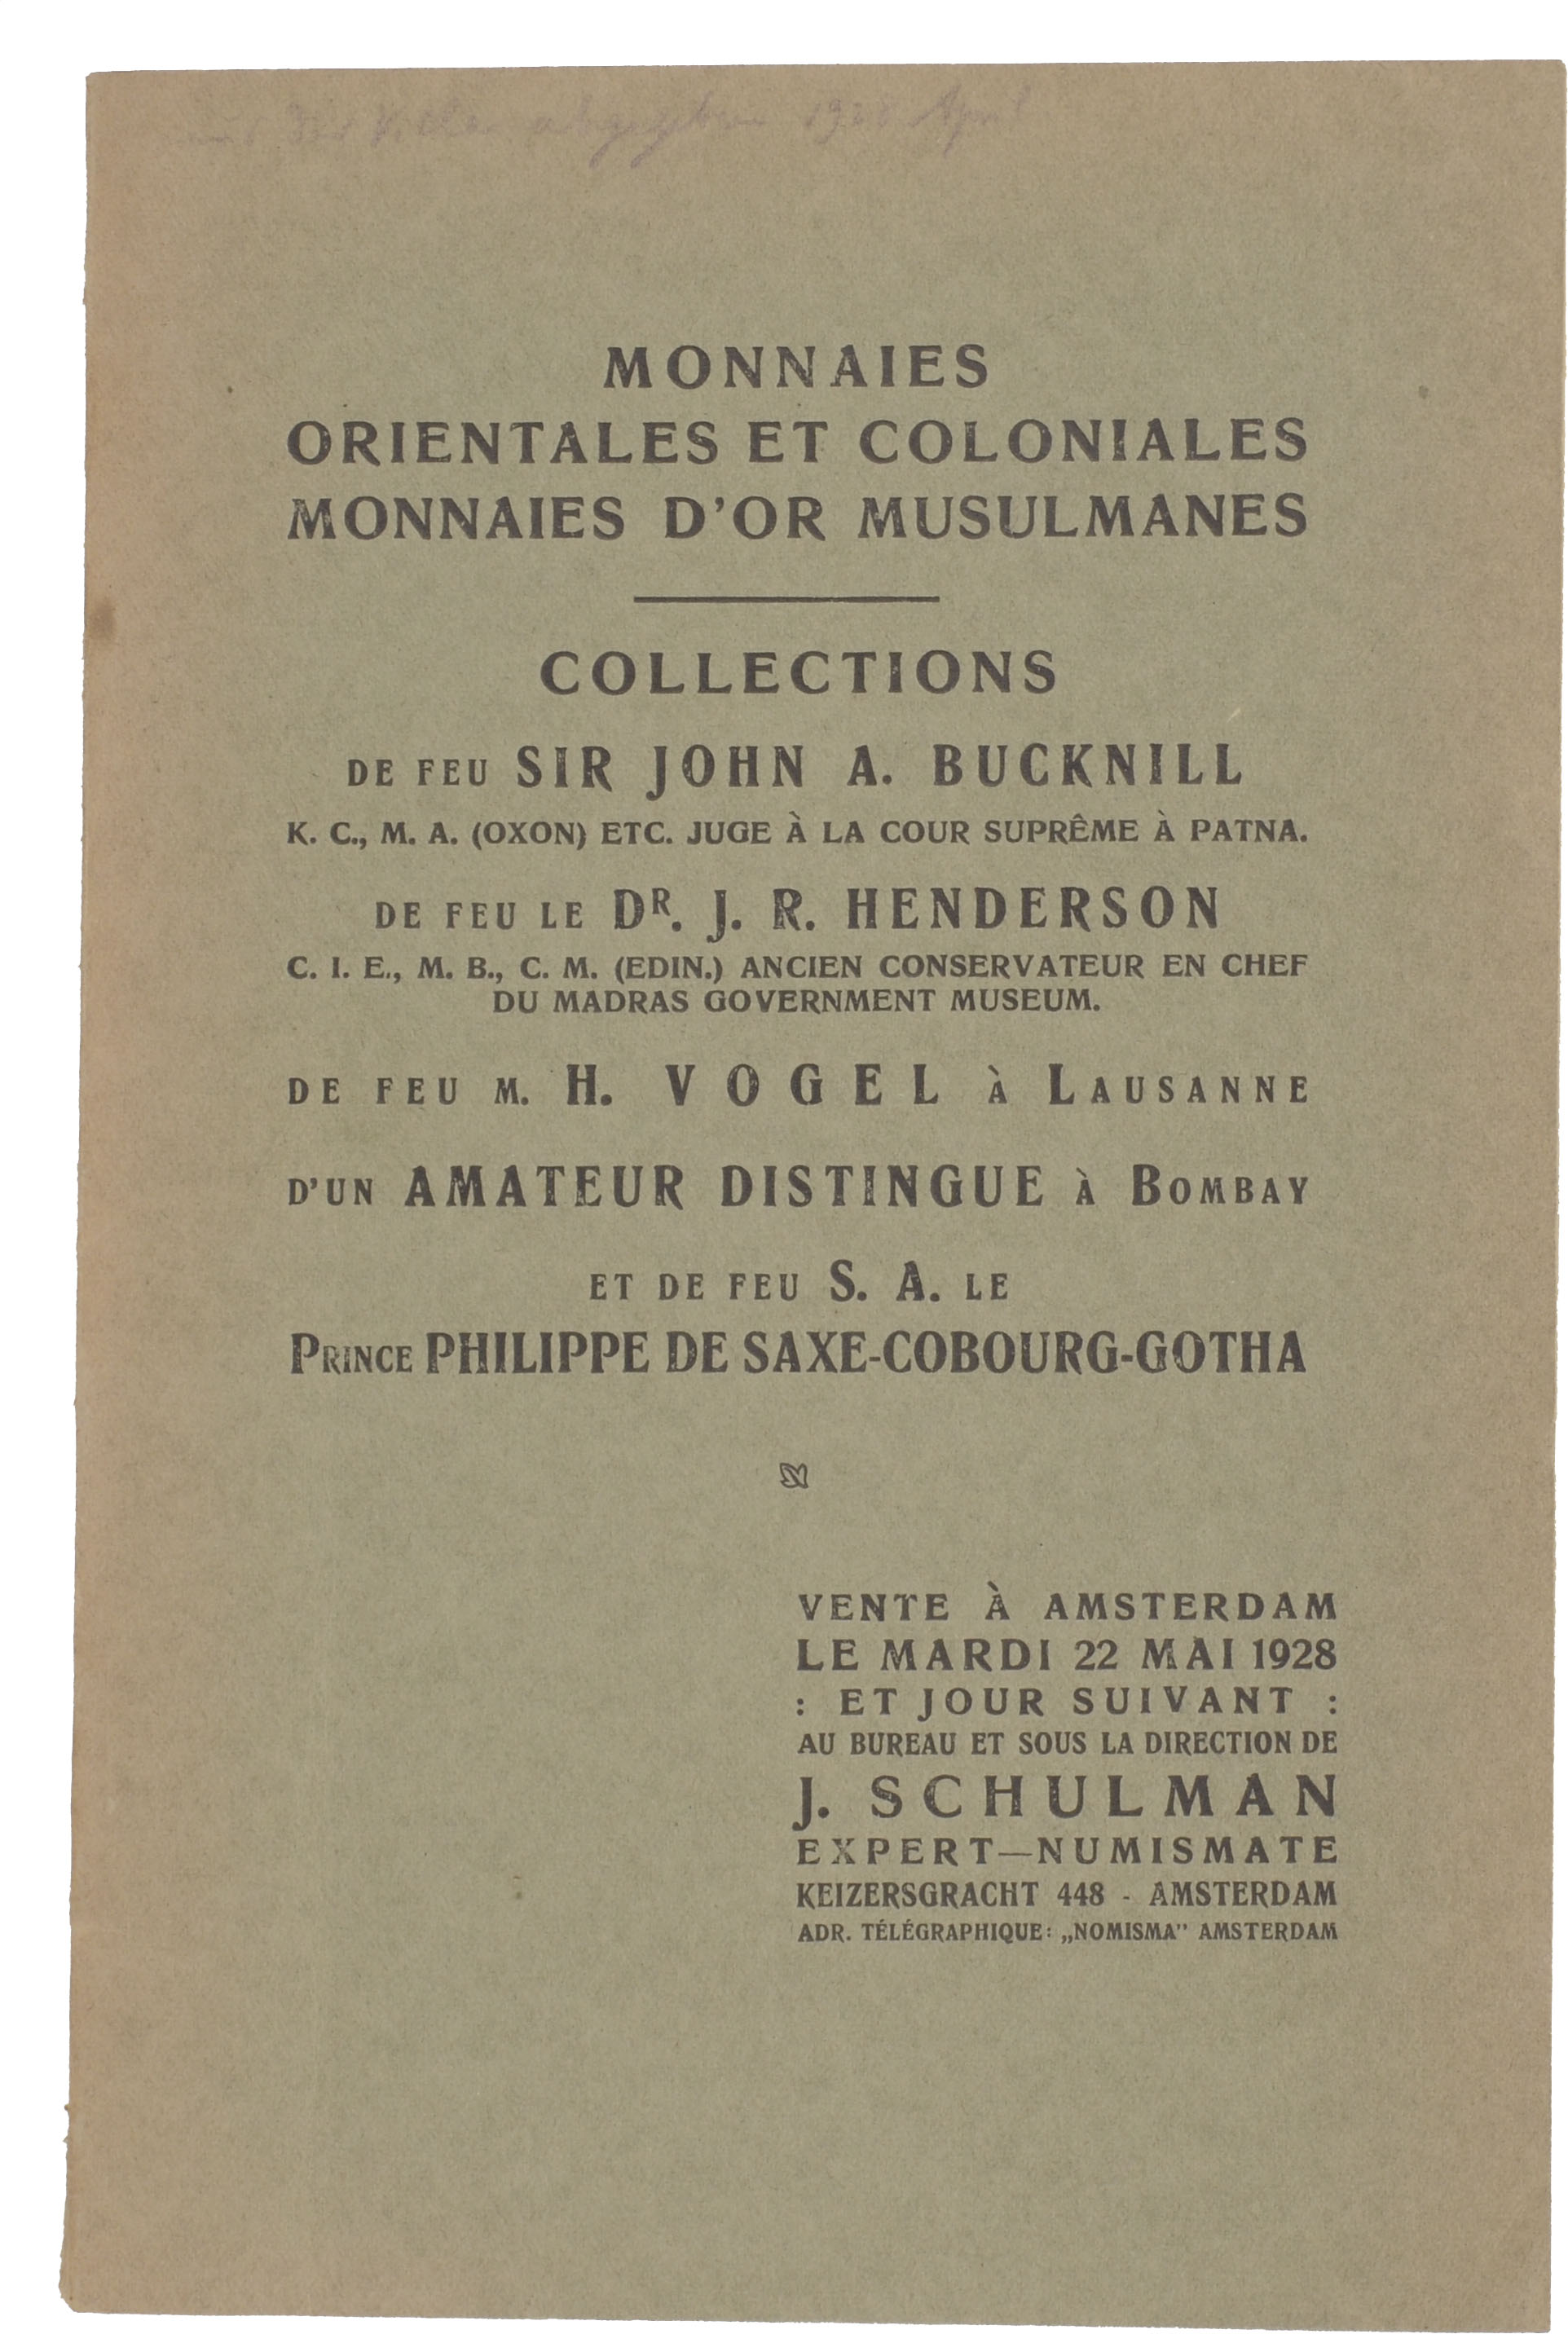 abgegeben 1928 April
MONNAIES
ORIENTALES ET COLONIALES
MONNAIES D'OR MUSULMANES
COLLECTIONS
DE FEU SIR JOHN A. BUCKNILL
K. C., M. A. (OXON) ETC. JUGE À LA COUR SUPRÊME À PATNA.
DE FEU LE DR. J. R. HENDERSON
C. I. E., M. B., C. M. (EDIN.) ANCIEN CONSERVATEUR EN CHEF
DU MADRAS GOVERNMENT MUSEUM.
DE FEU M. H. VOGEL À LAUSANNE
D'UN AMATEUR DISTINGUE À BOMBAY
ET DE FEU S. A. LE
PRINCE PHILIPPE DE SAXE-COBOURG-GOTHA
VENTE À AMSTERDAM
LE MARDI 22 MAI 1928
: ET JOUR SUIVANT :
AU BUREAU ET SOUS LA DIRECTION DE
J. SCHULMAN
EXPERT—NUMISMATE
KEIZERSGRACHT 448 - AMSTERDAM
ADR. TÉLÉGRAPHIQUE: „NOMISMA" AMSTERDAM